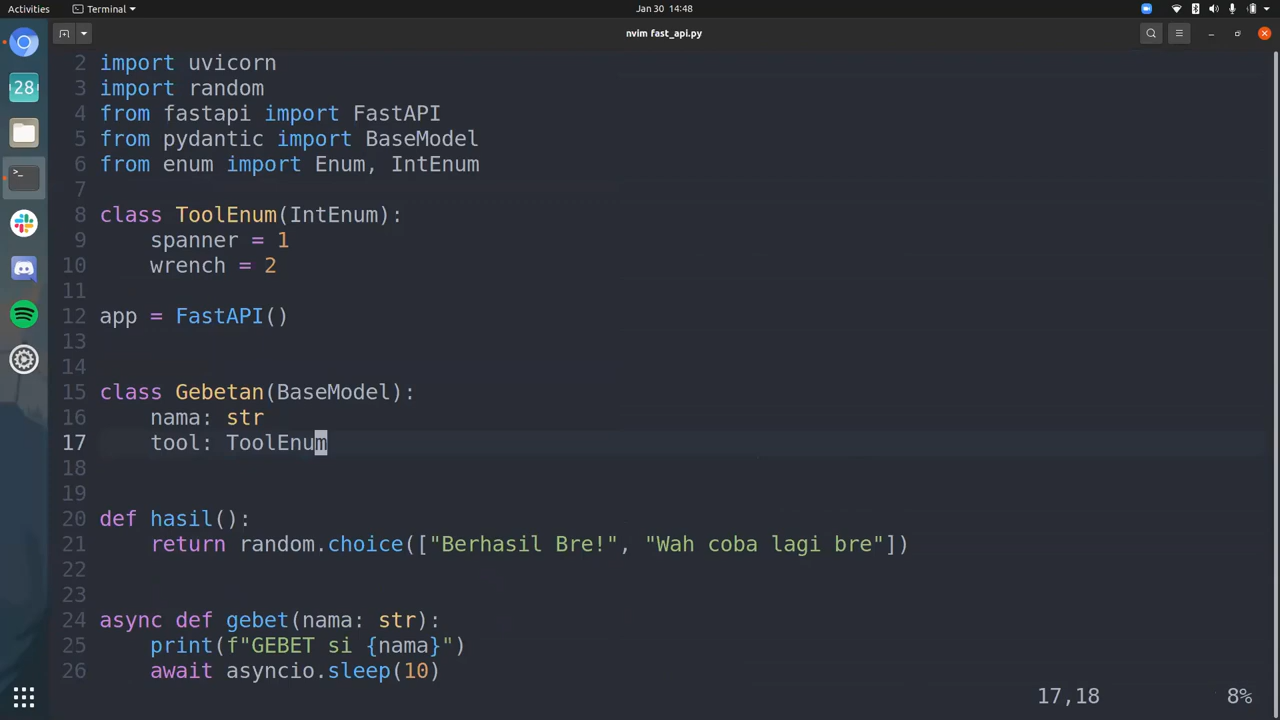 Activities
Terminal
Jan 30 14:48
nvim fast_api.py
28
2 import uvicorn
3 import random
4 from fastapi import FastAPI
5 from pydantic import BaseModel
6 from enum import Enum, IntEnum
7
8 class ToolEnum(IntEnum):
9     spanner = 1
10     wrench = 2
11
12 app = FastAPI()
13
14
15 class Gebetan(BaseModel):
16     nama: str
17     tool: ToolEnum
18
19
20 def hasil():
21     return random.choice(["Berhasil Bre!", "Wah coba lagi bre"])
22
23
24 async def gebet(nama: str):
25     print(f"GEBET si {nama}")
26     await asyncio.sleep(10)
17,18 8%